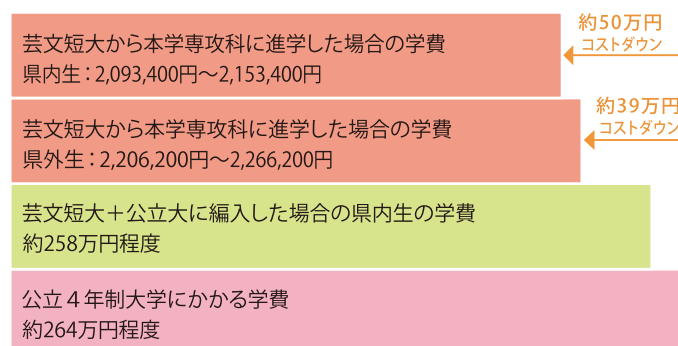 芸文短大から本学専攻科に進学した場合の学費
県内生：2,093,400円～2,153,400円
約50万円
コストダウン
芸文短大から本学専攻科に進学した場合の学費
県外生：2,206,200円～2,266,200円
約39万円
コストダウン
芸文短大＋公立大に編入した場合の県内生の学費
約258万円程度
公立４年制大学にかかる学費
約264万円程度